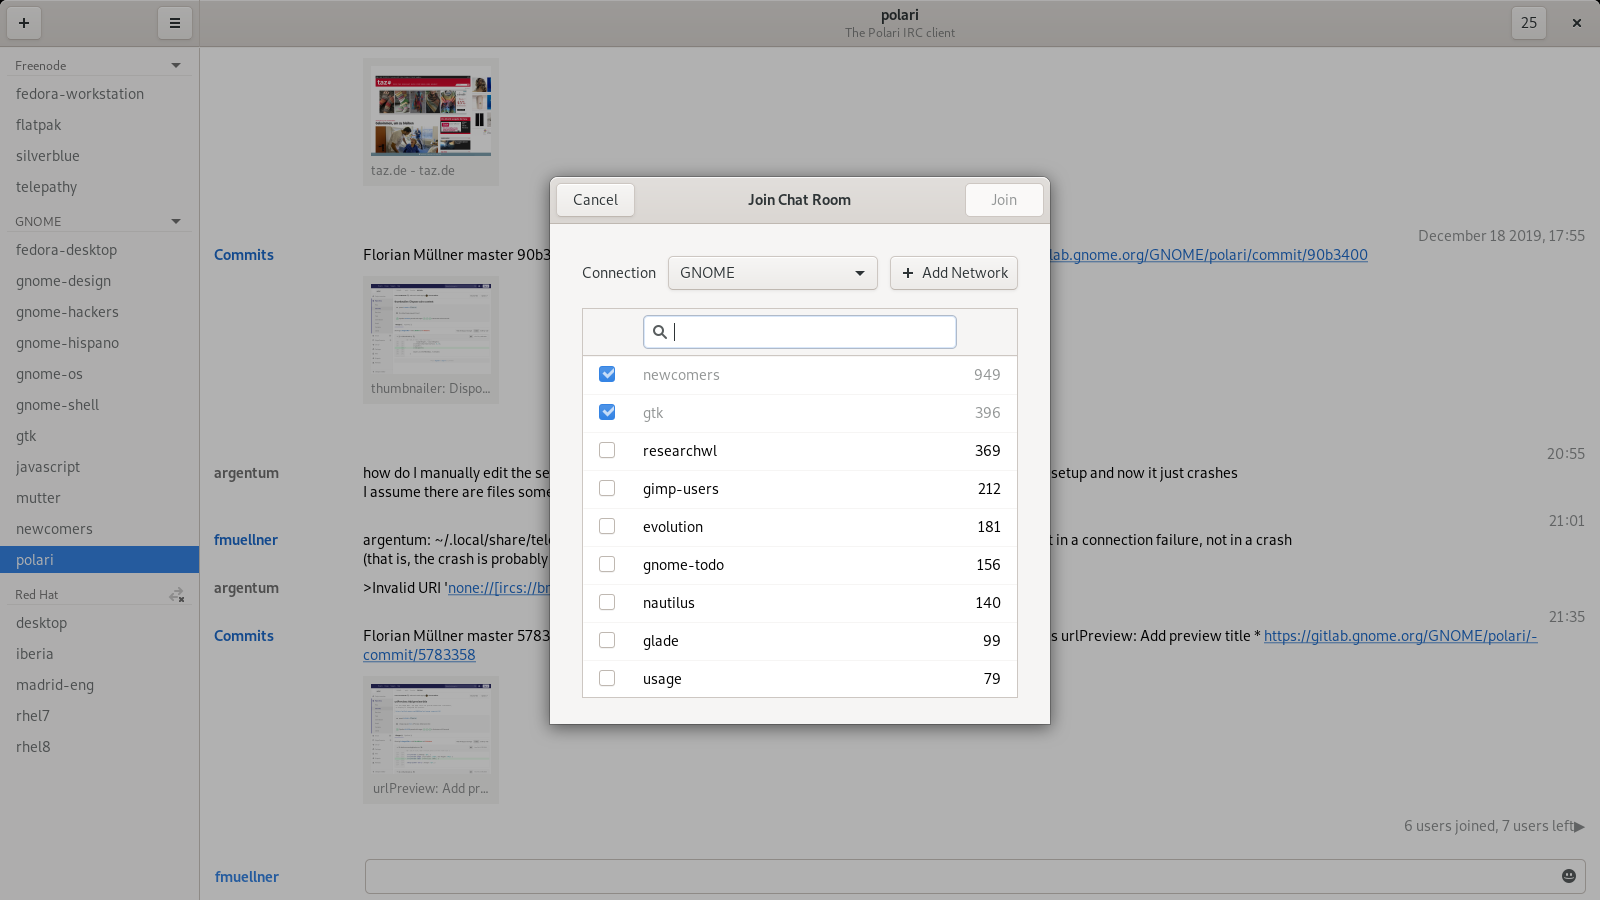 polari
The Polari IRC client
25
Freenode
fedora-workstation
flatpak
silverblue
telepathy
GNOME
fedora-desktop
gnome-design
gnome-hackers
gnome-hispano
gnome-os
gnome-shell
gtk
javascript
mutter
newcomers
polari
Red Hat
desktop
iberia
madrid-eng
rhel7
rhel8
taz.de - taz.de
December 18 2019, 17:55
Commits
Florian Müllner master 90b3
lab.gnome.org/GNOME/polari/commit/90b3400
thumbnailer: Dispo...
20:55
argentum
how do I manually edit the se
setup and now it just crashes
I assume there are files some
21:01
fmuellner
argentum: ~/.local/share/tel
t in a connection failure, not in a crash
(that is, the crash is probably
argentum
>Invalid URI 'none://[ircs://br
21:35
Commits
Florian Müllner master 5783
s urlPreview: Add preview title * https://gitlab.gnome.org/GNOME/polari/-
commit/5783358
urlPreview: Add pr...
6 users joined, 7 users left
fmuellner
Cancel
Join Chat Room
Join
Connection
GNOME
Add Network
newcomers 949
gtk 396
researchwl 369
gimp-users 212
evolution 181
gnome-todo 156
nautilus 140
glade 99
usage 79